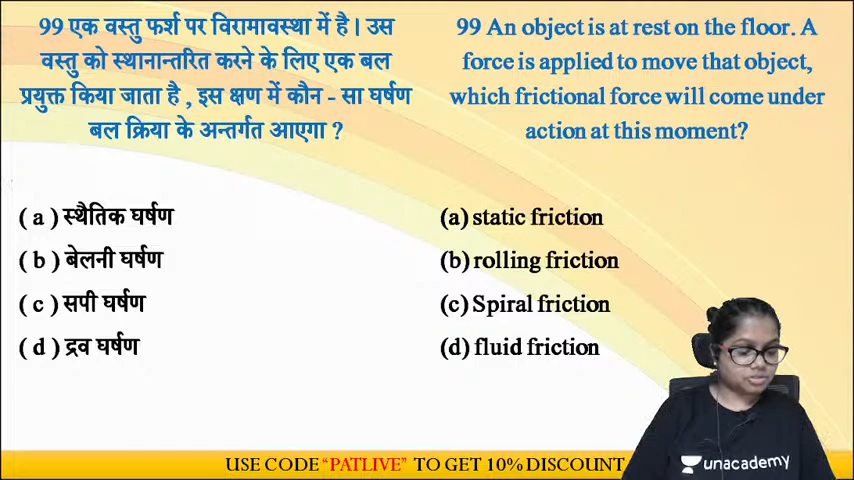 99 एक वस्तु फर्श पर विरामावस्था में है। उस
वस्तु को स्थानान्तरित करने के लिए एक बल
प्रयुक्त किया जाता है , इस क्षण में कौन - सा घर्षण
बल क्रिया के अन्तर्गत आएगा ?
( a ) स्थैतिक घर्षण
( b ) बेलनी घर्षण
( c ) सपी घर्षण
( d ) द्रव घर्षण
99 An object is at rest on the floor. A
force is applied to move that object,
which frictional force will come under
action at this moment?
(a) static friction
(b) rolling friction
(c) Spiral friction
(d) fluid friction
unacademy
USE CODE “PATLIVE” TO GET 10% DISCOUNT